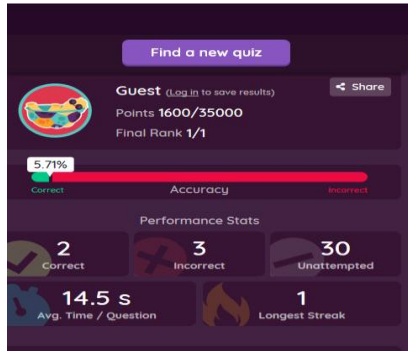 Find a new quiz
Guest (Log in to save results)
Share
Points 1600/35000
Final Rank 1/1
5.71%
Correct
Accuracy
Incorrect
Performance Stats
2
Correct
3
Incorrect
30
Unattempted
14.5 s
Avg. Time / Question
1
Longest Streak